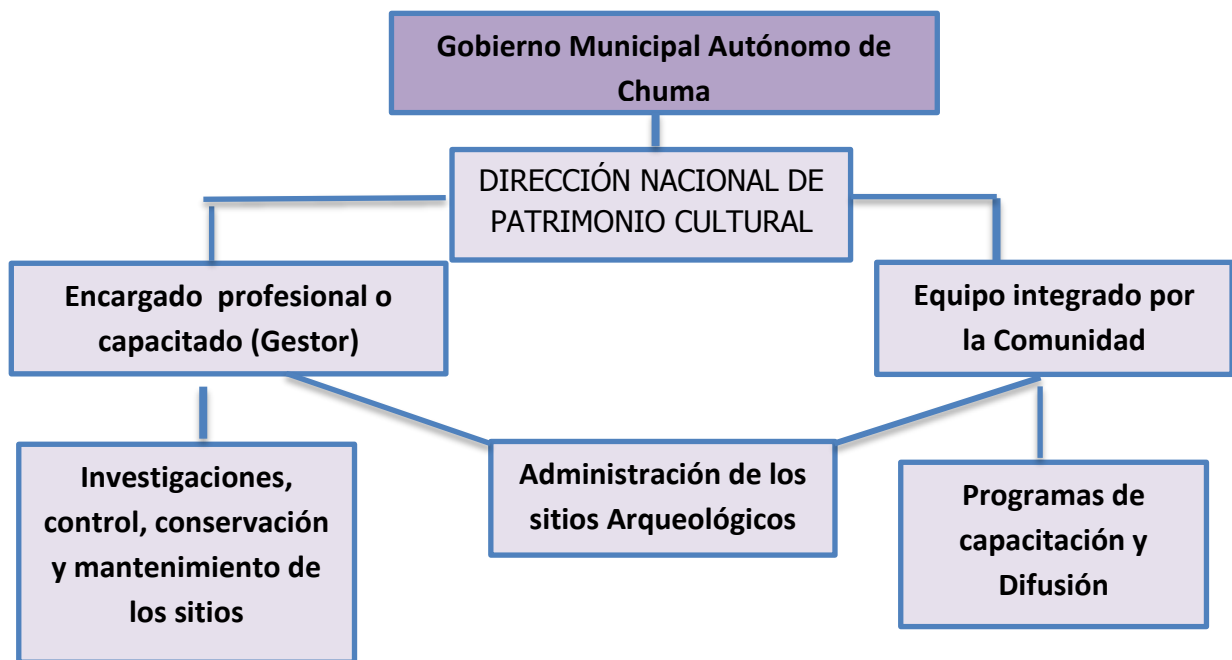 Gobierno Municipal Autónomo de
Chuma
DIRECCIÓN NACIONAL DE
PATRIMONIO CULTURAL
Encargado profesional o
capacitado (Gestor)
Equipo integrado por
la Comunidad
Investigaciones,
control, conservación
y mantenimiento de
los sitios
Administración de los
sitios Arqueológicos
Programas de
capacitación y
Difusión